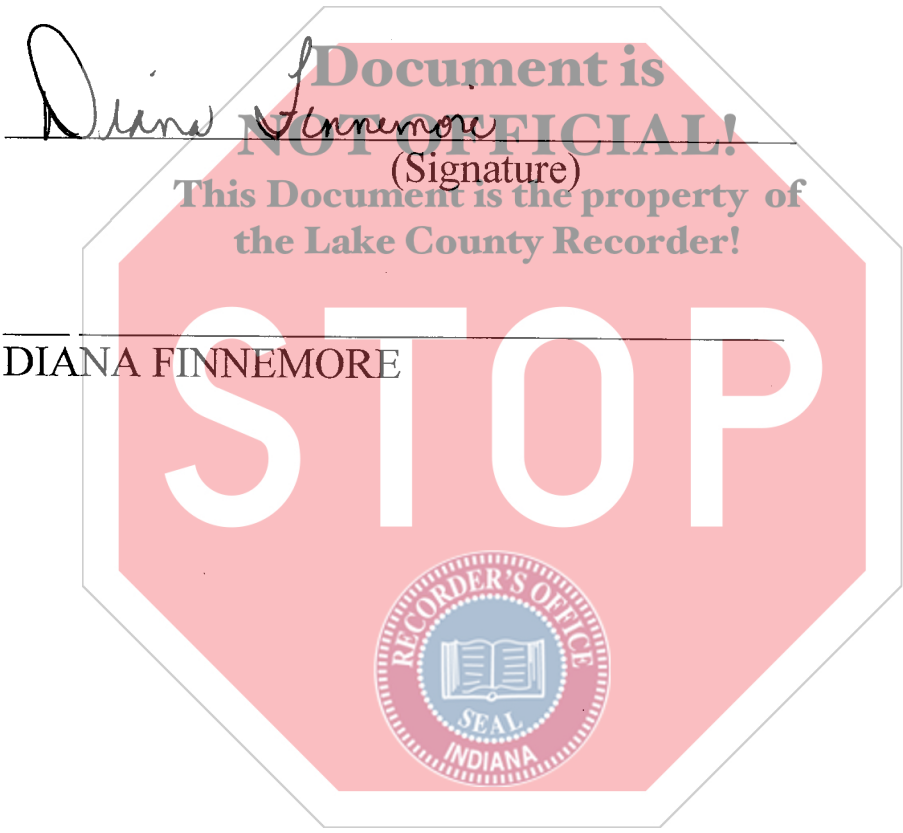 Document is
Diana Finnemore
NOT OFFICIAL!
(Signature)
This Document is the property of
the Lake County Recorder!
DIANA FINNEMORE
STOP
RECORDER'S OFFICE
SEAL
INDIANA